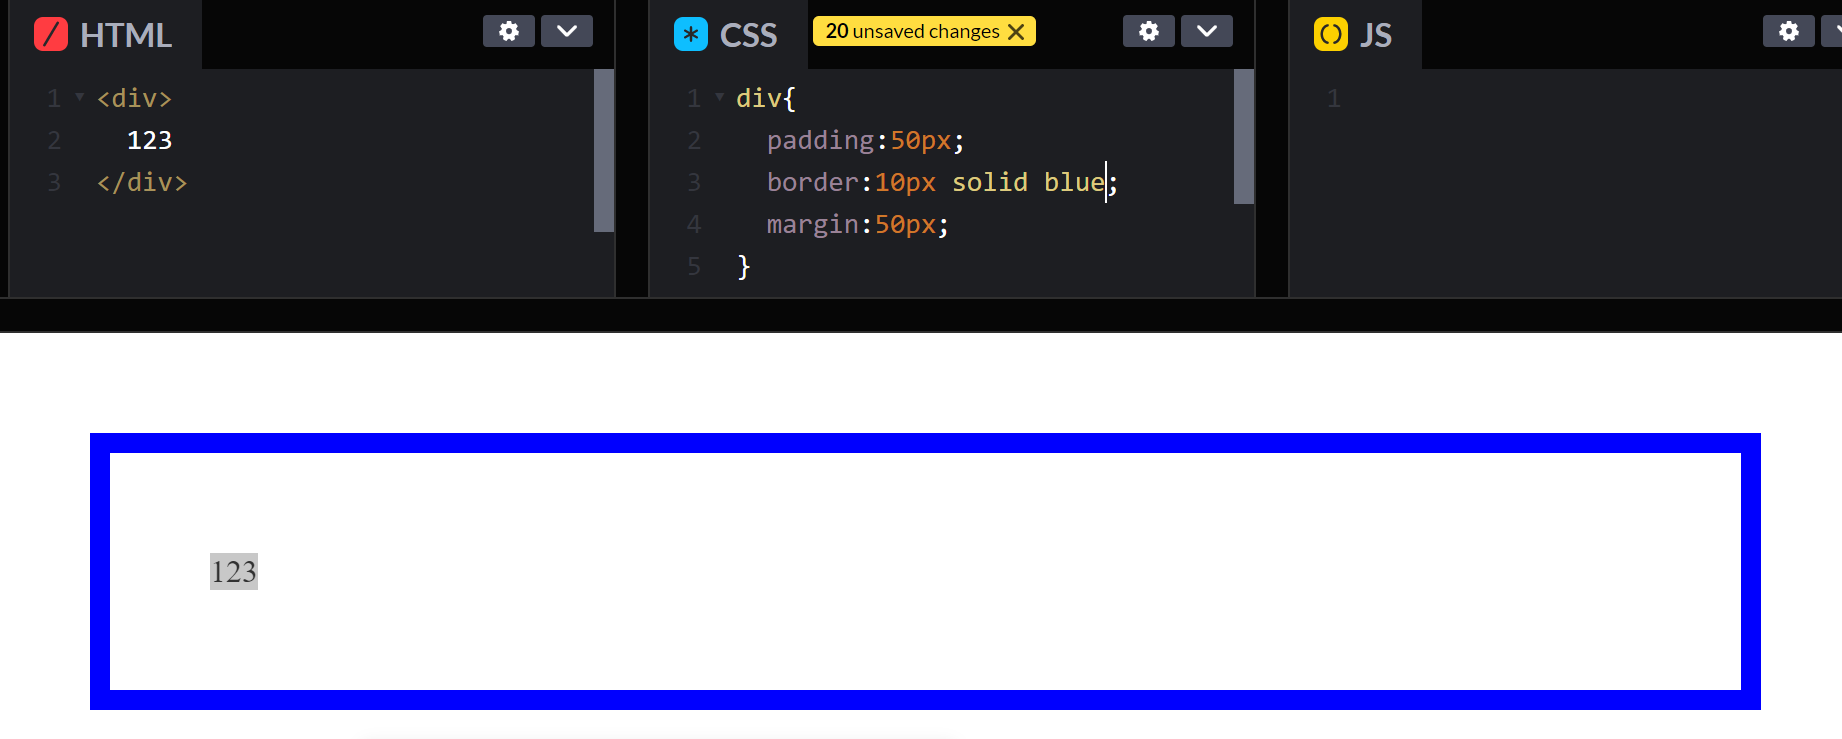 HTML
1 <div>
2 123
3 </div>
CSS
20 unsaved changes
1 div{
2 padding:50px;
3 border:10px solid blue;
4 margin:50px;
5 }
JS
1
123